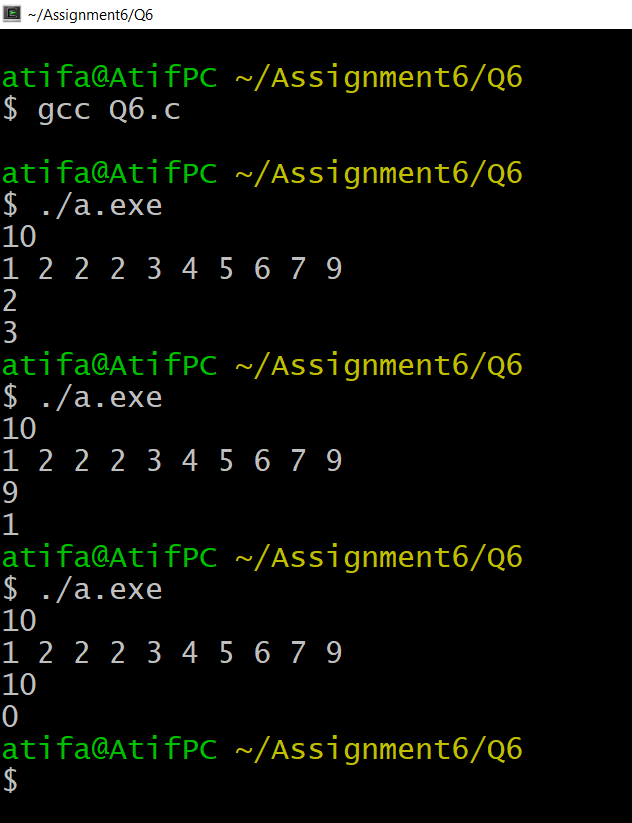 ~/Assignment6/Q6
atifa@AtifPC ~/Assignment6/Q6
$ gcc Q6.c
atifa@AtifPC ~/Assignment6/Q6
$ ./a.exe
10
1 2 2 2 3 4 5 6 7 9
2
3
atifa@AtifPC ~/Assignment6/Q6
$ ./a.exe
10
1 2 2 2 3 4 5 6 7 9
9
1
atifa@AtifPC ~/Assignment6/Q6
$ ./a.exe
10
1 2 2 2 3 4 5 6 7 9
10
0
atifa@AtifPC ~/Assignment6/Q6
$